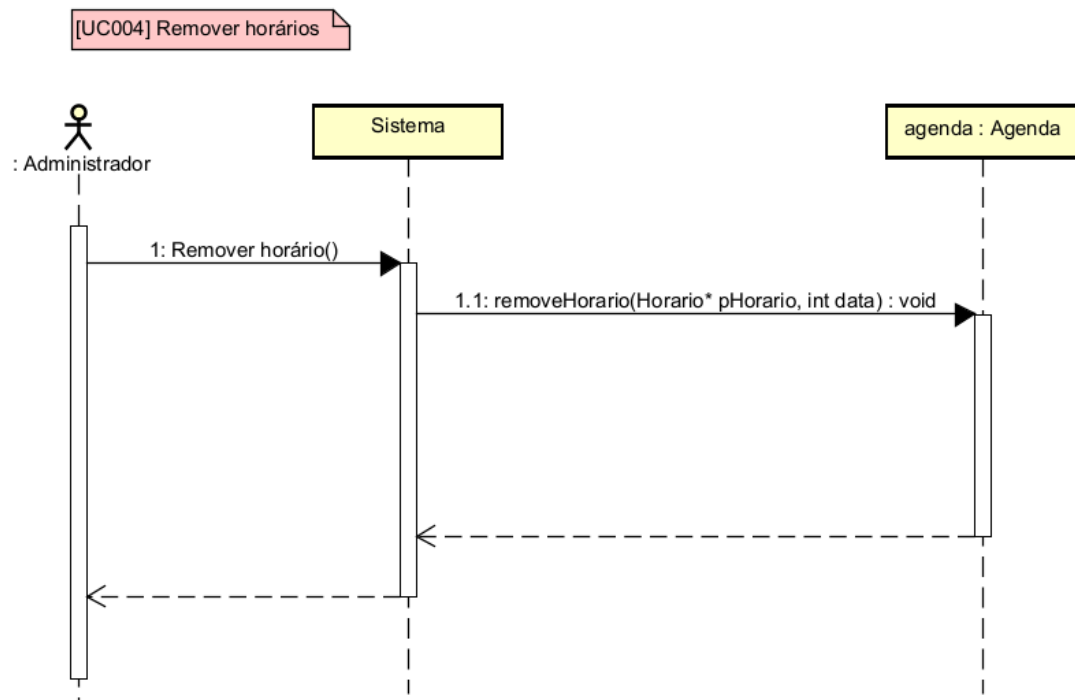 [UC004] Remover horários
: Administrador
Sistema
agenda : Agenda
1: Remover horário()
1.1: removeHorario(Horario* pHorario, int data) : void